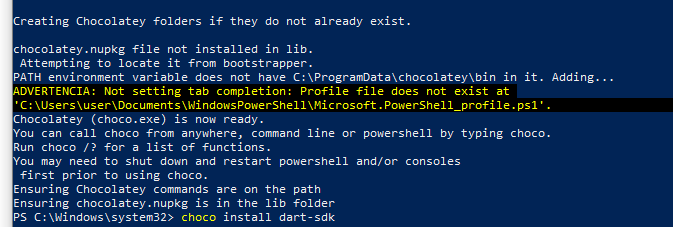 Creating Chocolatey folders if they do not already exist.
chocolatey.nupkg file not installed in lib.
Attempting to locate it from bootstrapper.
PATH environment variable does not have C:\ProgramData\chocolatey\bin in it. Adding...
ADVERTENCIA: Not setting tab completion: Profile file does not exist at
'C:\Users\user\Documents\WindowsPowerShell\Microsoft.PowerShell_profile.ps1'.
Chocolatey (choco.exe) is now ready.
You can call choco from anywhere, command line or powershell by typing choco.
Run choco /? for a list of functions.
You may need to shut down and restart powershell and/or consoles
first prior to using choco.
Ensuring Chocolatey commands are on the path
Ensuring chocolatey.nupkg is in the lib folder
PS C:\Windows\system32> choco install dart-sdk